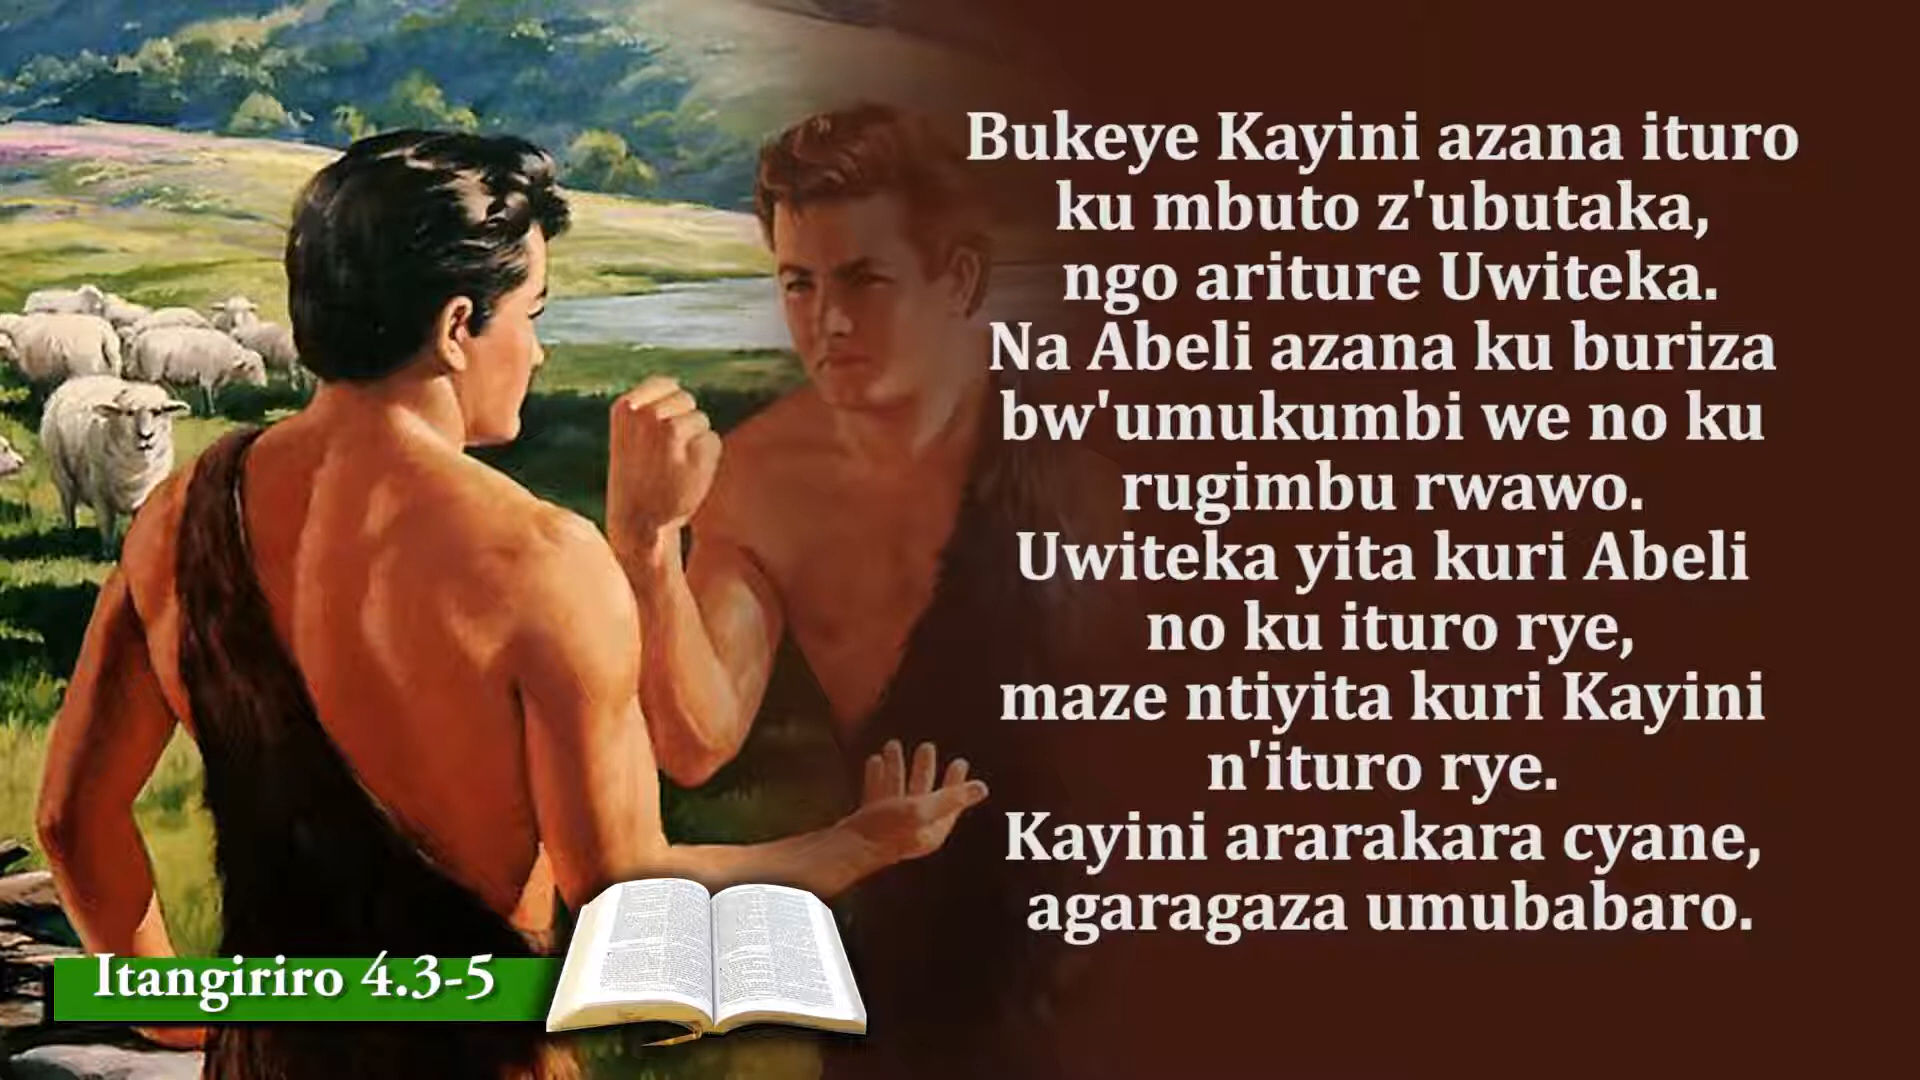 Bukeye Kayini azana ituro
ku mbuto z'ubutaka,
ngo ariture Uwiteka.
Na Abeli azana ku buriza
bw'umukumbi we no ku
rugimbu rwawo.
Uwiteka yita kuri Abeli
no ku ituro rye,
maze ntiyita kuri Kayini
n'ituro rye.
Kayini ararakara cyane,
agaragaza umubabaro.
Itangiriro 4.3-5